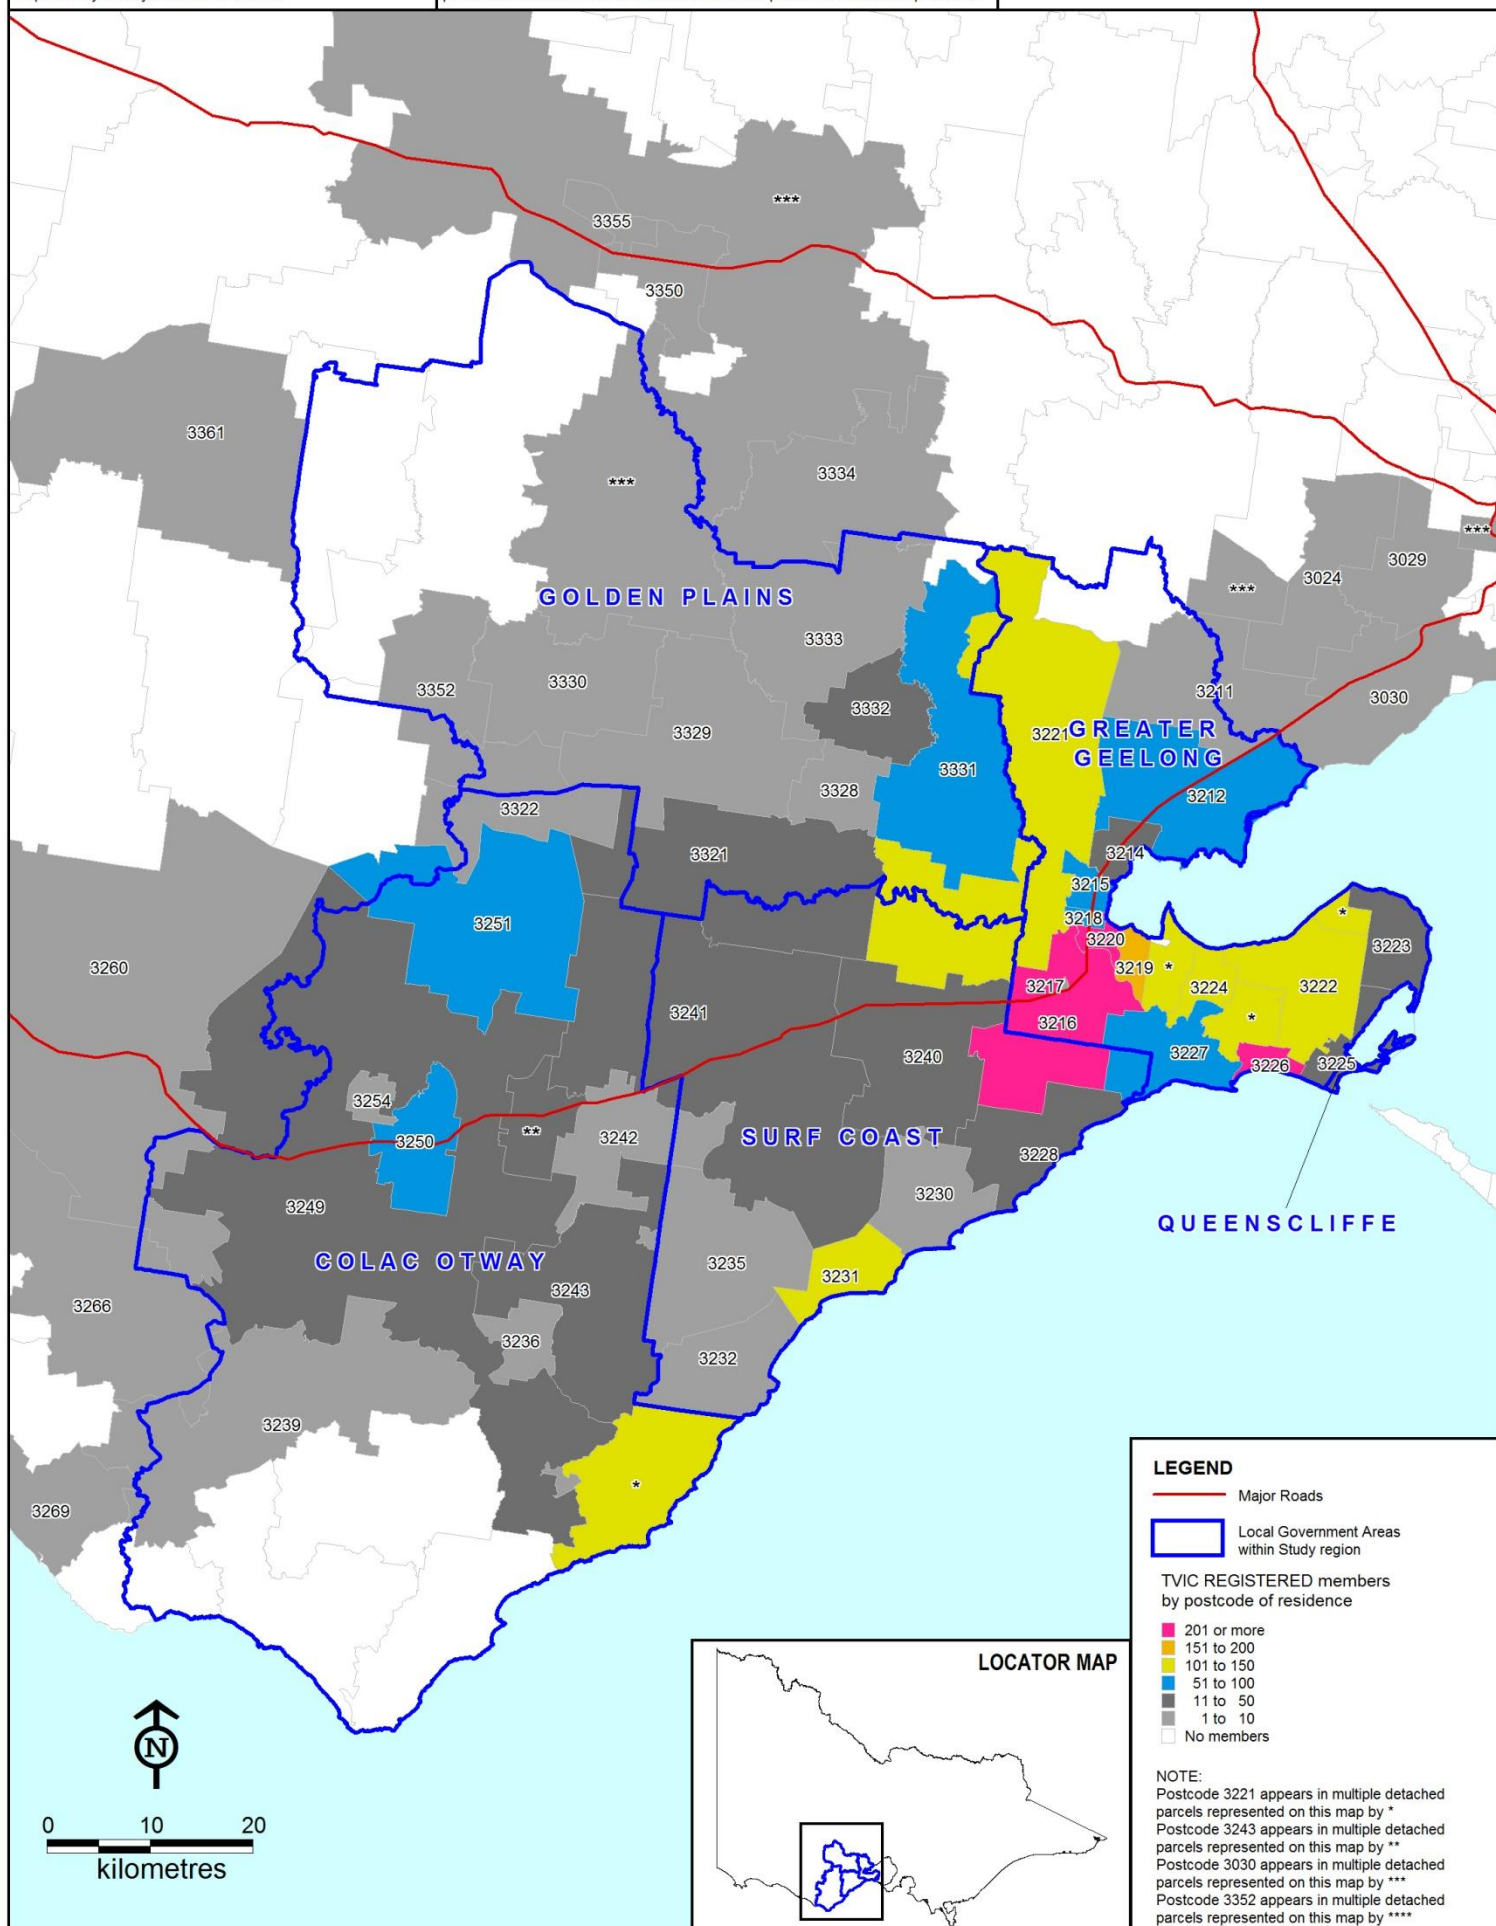 3355
***
3350
3361
***
3334
***
3029
3024
***
GOLDEN PLAINS
3333
3352
3330
3211
3030
3332
3329
3221
GREATER
GEELONG
3331
3328
3212
3322
3321
3214
3215
3251
3218
*
3220
3223
3260
3219
*
3217
3224
3222
3241
3216
*
3240
3227
3226
3225
3254
**
3250
3242
SURF COAST
3228
3230
3249
QUEENSCLIFFE
COLAC OTWAY
3235
3231
3243
3266
3236
3232
3239
*
3269
LEGEND
Major Roads
Local Government Areas
within Study region
TVIC REGISTERED members
by postcode of residence
201 or more
151 to 200
101 to 150
51 to 100
11 to 50
1 to 10
No members
LOCATOR MAP
N
0 10 20
kilometres
NOTE:
Postcode 3221 appears in multiple detached
parcels represented on this map by *
Postcode 3243 appears in multiple detached
parcels represented on this map by **
Postcode 3030 appears in multiple detached
parcels represented on this map by ***
Postcode 3352 appears in multiple detached
parcels represented on this map by ****